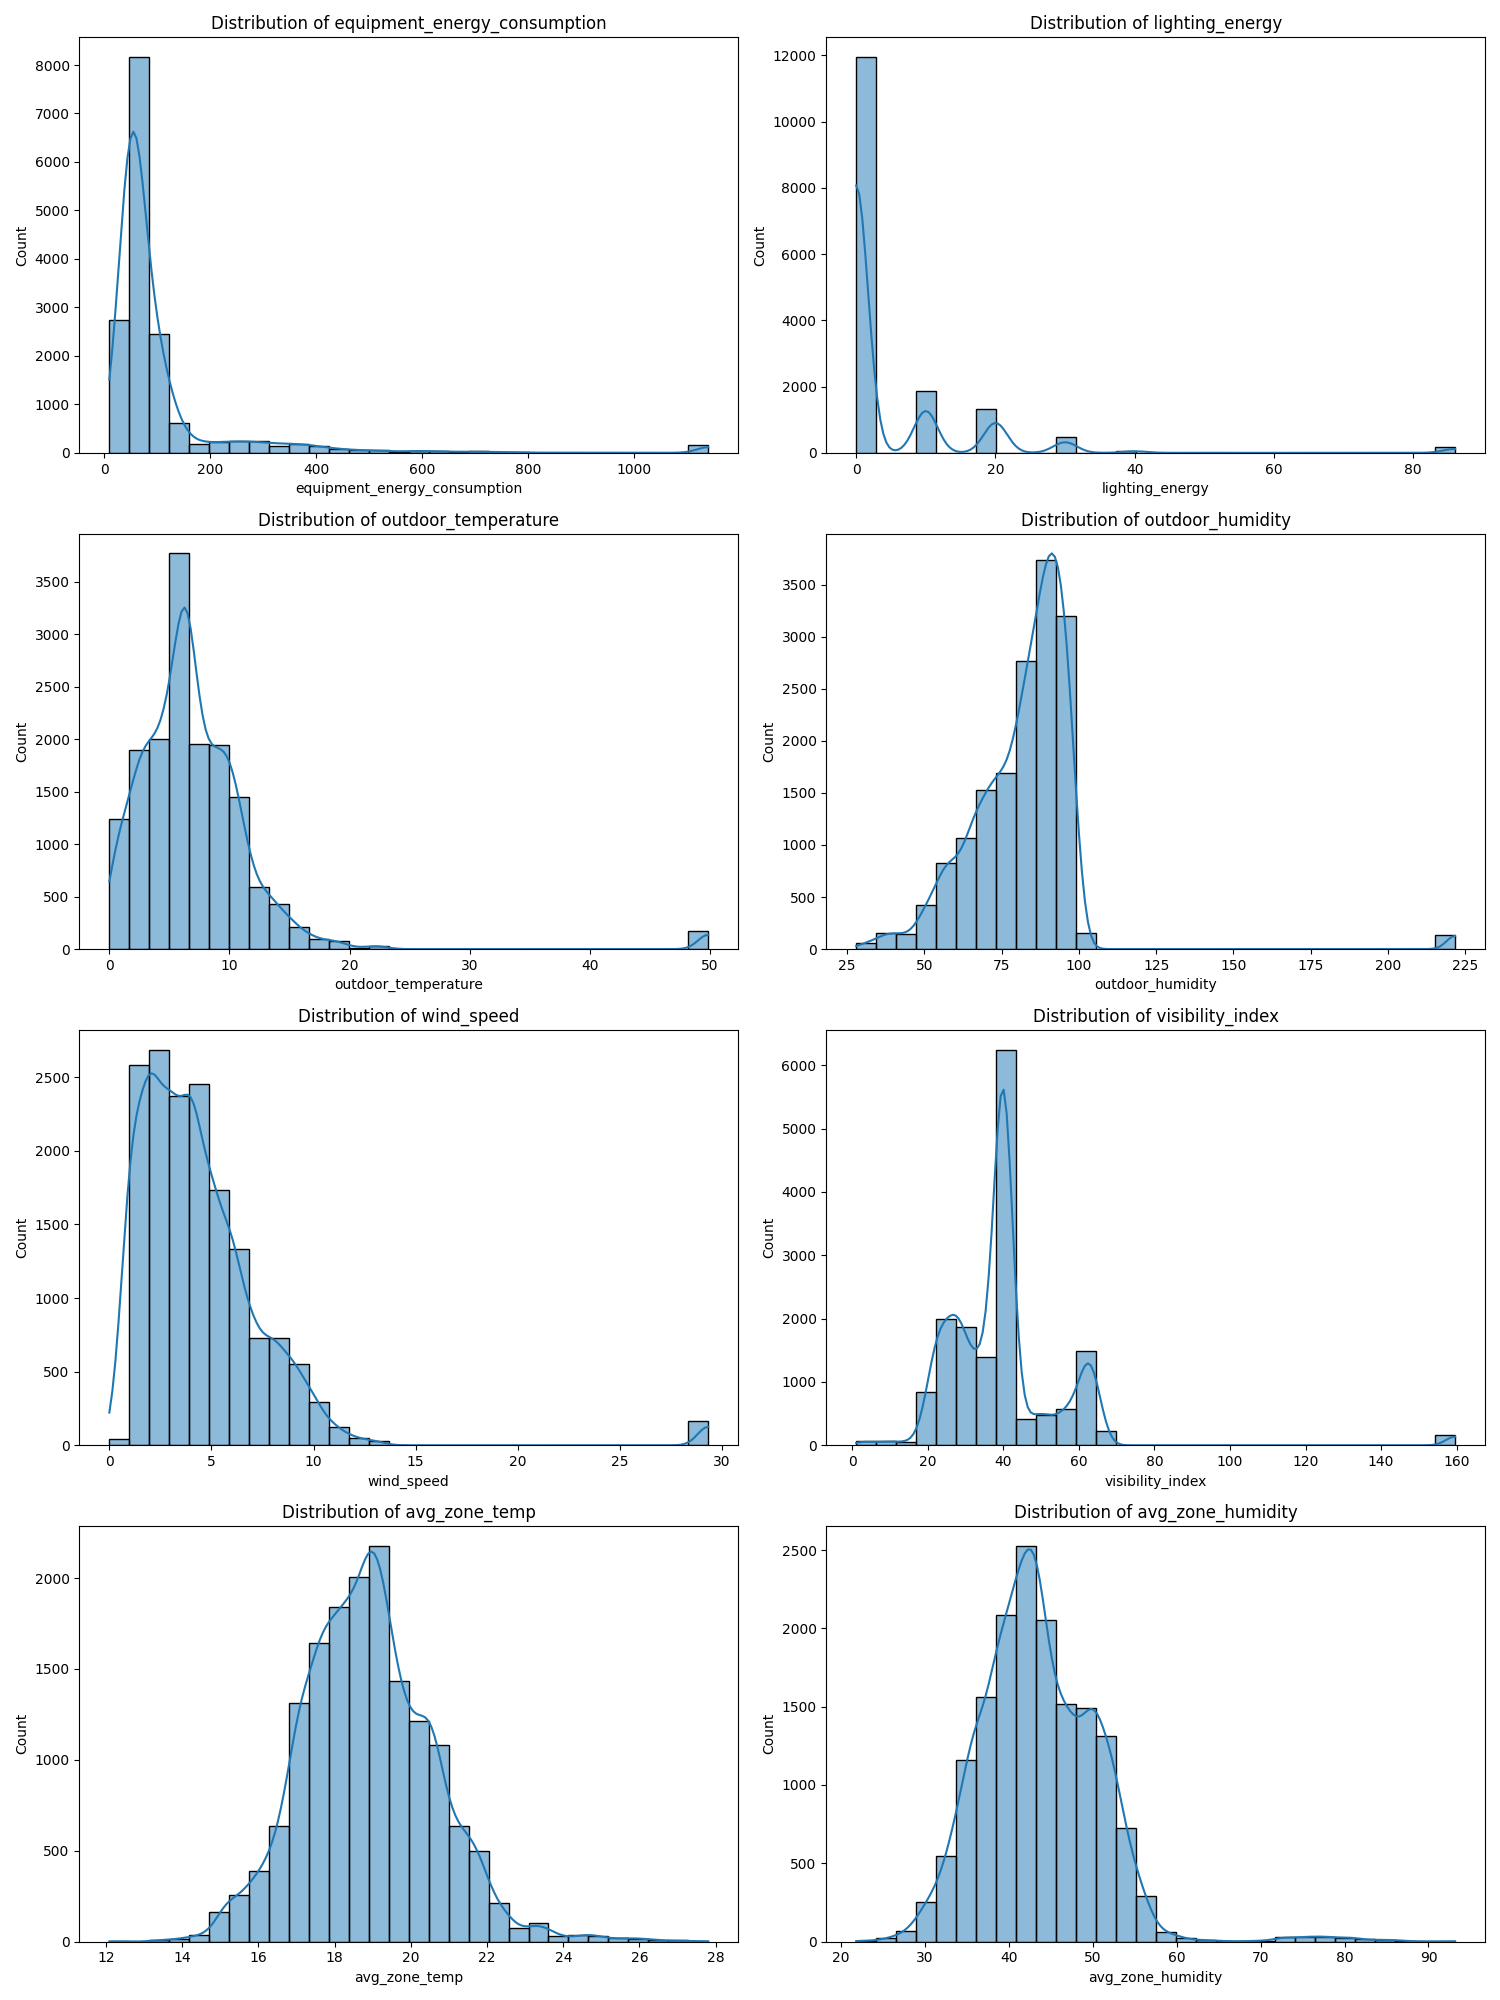 Distribution of equipment_energy_consumption
Count
8000
7000
6000
5000
4000
3000
2000
1000
0
0 200 400 600 800 1000
equipment_energy_consumption
Distribution of lighting_energy
Count
12000
10000
8000
6000
4000
2000
0
0 20 40 60 80
lighting_energy
Distribution of outdoor_temperature
Count
3500
3000
2500
2000
1500
1000
500
0
0 10 20 30 40 50
outdoor_temperature
Distribution of outdoor_humidity
Count
3500
3000
2500
2000
1500
1000
500
0
25 50 75 100 125 150 175 200 225
outdoor_humidity
Distribution of wind_speed
Count
2500
2000
1500
1000
500
0
0 5 10 15 20 25 30
wind_speed
Distribution of visibility_index
Count
6000
5000
4000
3000
2000
1000
0
0 20 40 60 80 100 120 140 160
visibility_index
Distribution of avg_zone_temp
Count
2000
1500
1000
500
0
12 14 16 18 20 22 24 26 28
avg_zone_temp
Distribution of avg_zone_humidity
Count
2500
2000
1500
1000
500
0
20 30 40 50 60 70 80 90
avg_zone_humidity